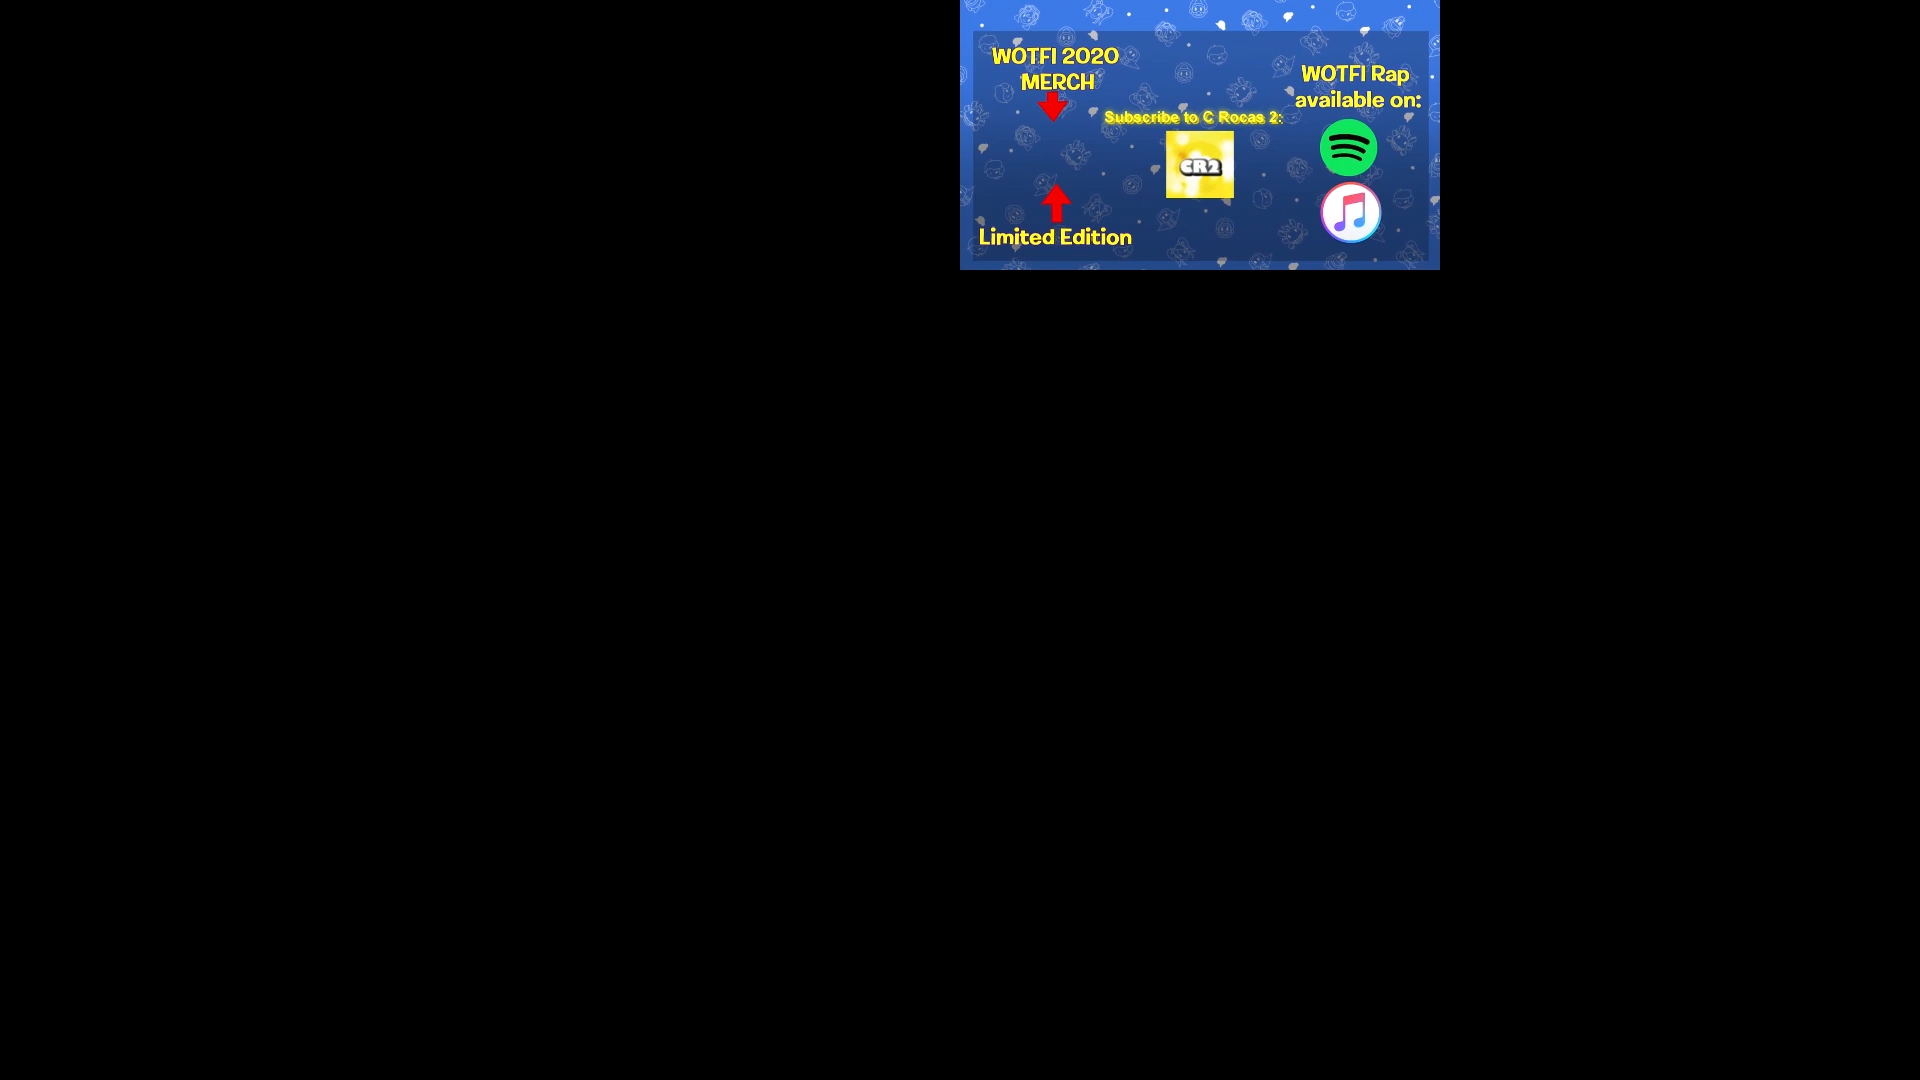 WOTFI 2020
MERCH
Limited Edition
Subscribe to C Rocas 2:
CR2
WOTFI Rap
available on: